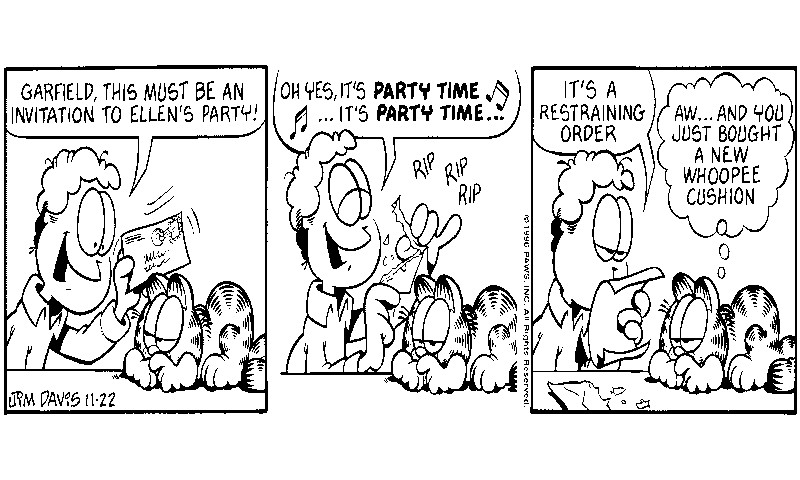 GARFIELD, THIS MUST BE AN
INVITATION TO ELLEN'S PARTY!
JIM DAVIS 11-22
OH YES, IT'S PARTY TIME
... IT'S PARTY TIME...
RIP
RIP
RIP
© 1990 PAWS, INC. All Rights Reserved.
IT'S A
RESTRAINING
ORDER
AW... AND YOU
JUST BOUGHT
A NEW
WHOOPEE
CUSHION